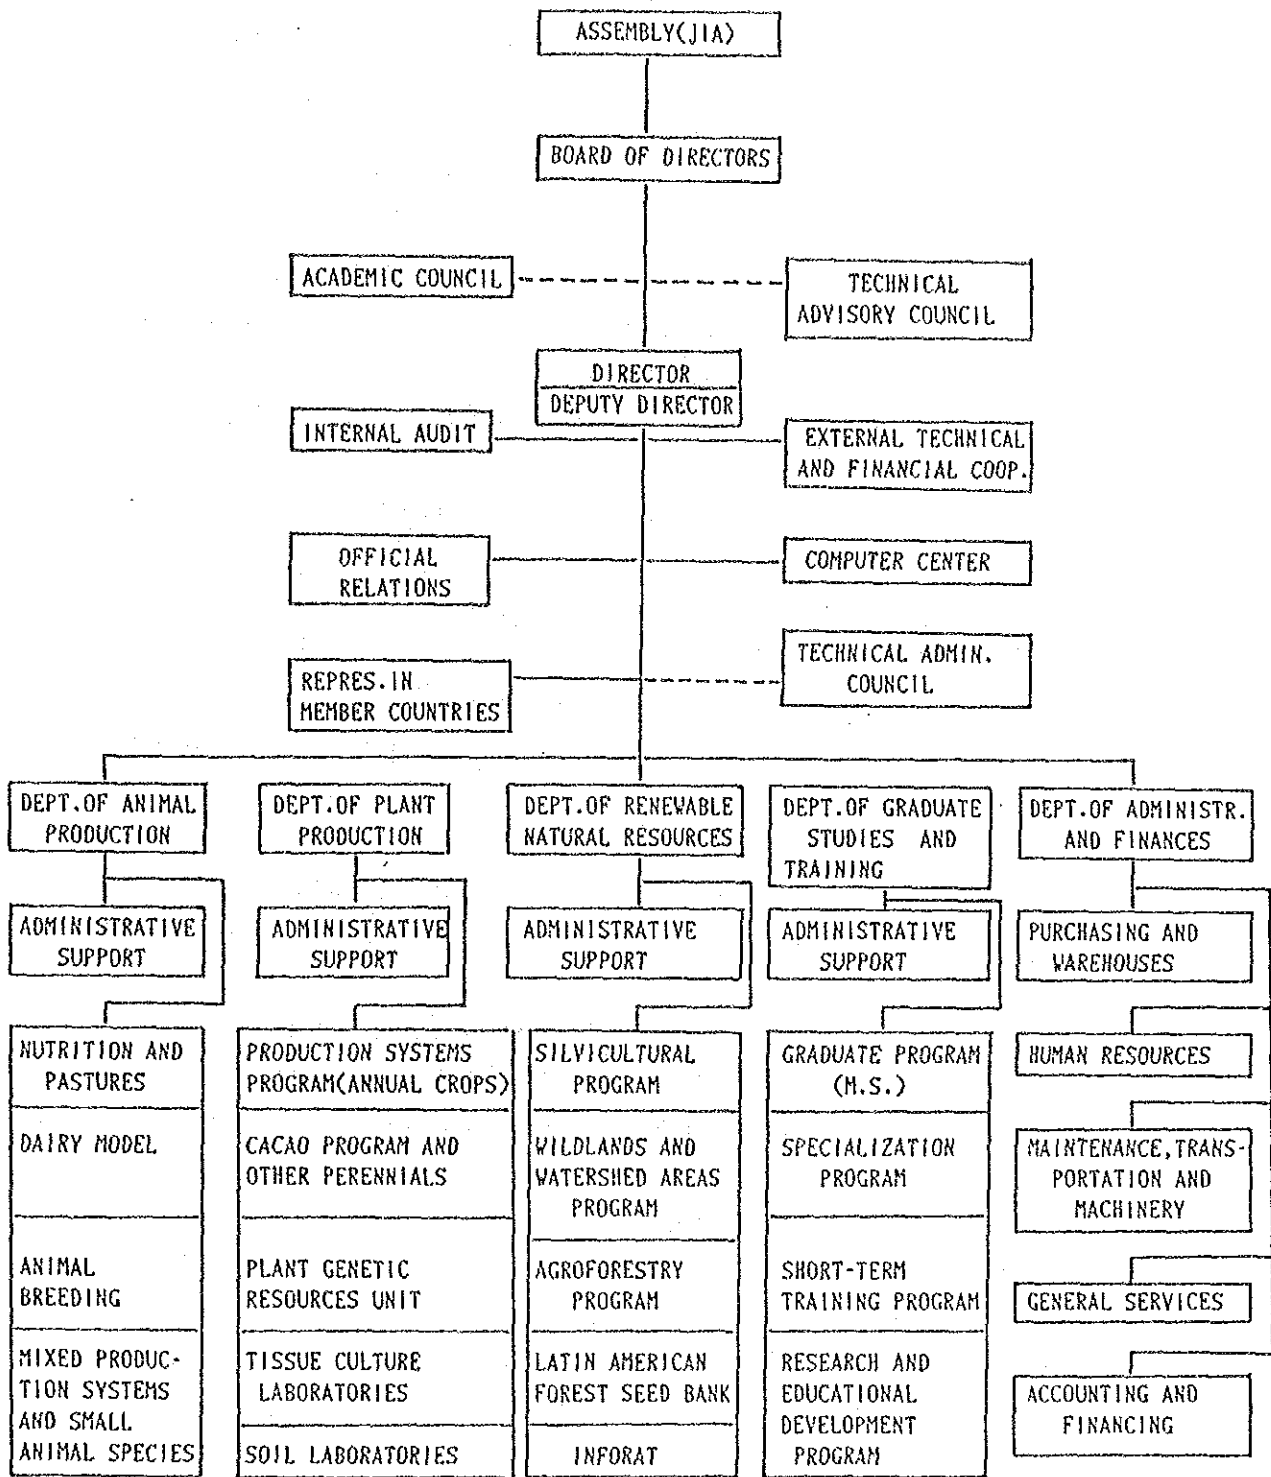 ASSEMBLY(JIA)
BOARD OF DIRECTORS
ACADEMIC COUNCIL
TECHNICAL
ADVISORY COUNCIL
DIRECTOR
DEPUTY DIRECTOR
INTERNAL AUDIT
EXTERNAL TECHNICAL
AND FINANCIAL COOP.
OFFICIAL
RELATIONS
COMPUTER CENTER
REPRES.IN
MEMBER COUNTRIES
TECHNICAL ADMIN.
COUNCIL
DEPT.OF ANIMAL
PRODUCTION
DEPT.OF PLANT
PRODUCTION
DEPT.OF RENEWABLE
NATURAL RESOURCES
DEPT.OF GRADUATE
STUDIES AND
TRAINING
DEPT.OF ADMINISTR.
AND FINANCES
ADMINISTRATIVE
SUPPORT
ADMINISTRATIVE
SUPPORT
ADMINISTRATIVE
SUPPORT
ADMINISTRATIVE
SUPPORT
PURCHASING AND
WAREHOUSES
NUTRITION AND
PASTURES
DAIRY MODEL
ANIMAL
BREEDING
MIXED PRODUC-
TION SYSTEMS
AND SMALL
ANIMAL SPECIES
PRODUCTION SYSTEMS
PROGRAM(ANNUAL CROPS)
CACAO PROGRAM AND
OTHER PERENNIALS
PLANT GENETIC
RESOURCES UNIT
TISSUE CULTURE
LABORATORIES
SOIL LABORATORIES
SILVICULTURAL
PROGRAM
WILDLANDS AND
WATERSHED AREAS
PROGRAM
AGROFORESTRY
PROGRAM
LATIN AMERICAN
FOREST SEED BANK
INFORAT
GRADUATE PROGRAM
(M.S.)
SPECIALIZATION
PROGRAM
SHORT-TERM
TRAINING PROGRAM
RESEARCH AND
EDUCATIONAL
DEVELOPMENT
PROGRAM
HUMAN RESOURCES
MAINTENANCE,TRANS-
PORTATION AND
MACHINERY
GENERAL SERVICES
ACCOUNTING AND
FINANCING